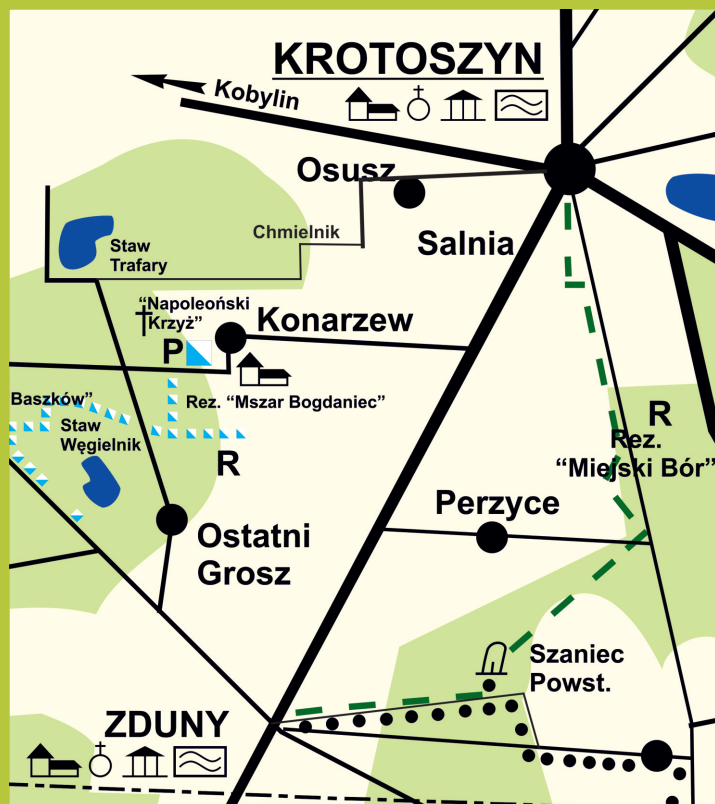 KROTOSZYN
Kobylin
Osusz
Chmielnik
Salnia
Staw
Trafary
“Napoleoński
Krzyż”
Konarzew
P
Baszków”
Rez. “Mszar Bogdaniec”
Staw
Węgielnik
R
R
Rez.
“Miejski Bór”
Perzyce
Ostatni
Grosz
Szaniec
Powst.
ZDUNY